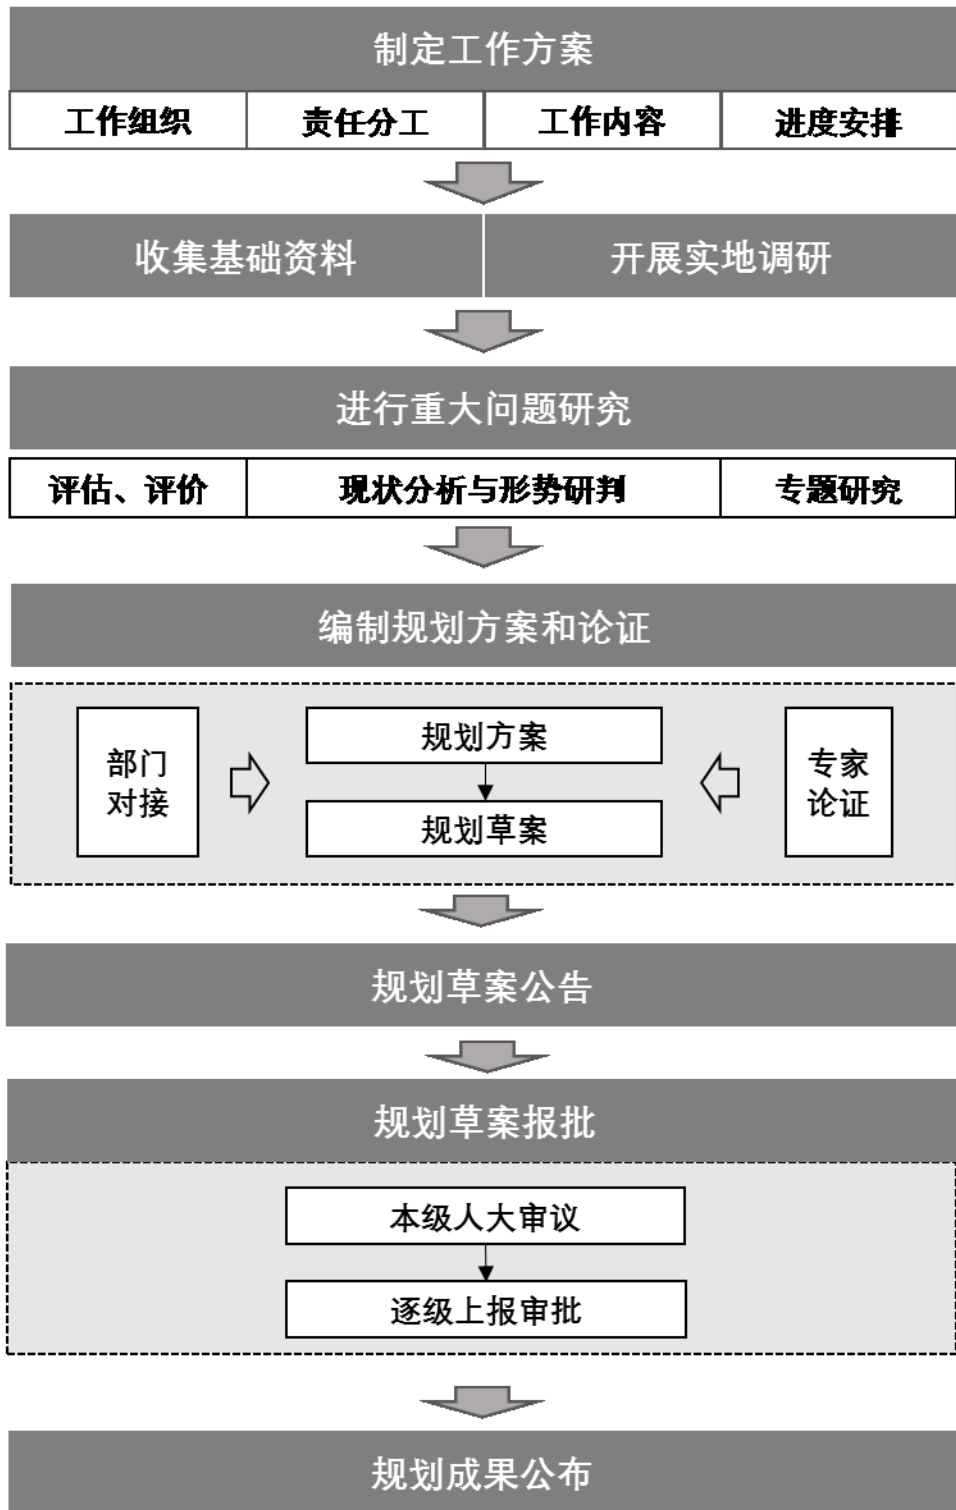 制定工作方案
工作组织 责任分工 工作内容 进度安排
收集基础资料 开展实地调研
进行重大问题研究
评估、评价 现状分析与形势研判 专题研究
编制规划方案和论证
部门
对接
规划方案
规划草案
专家
论证
规划草案公告
规划草案报批
本级人大审议
逐级上报审批
规划成果公布